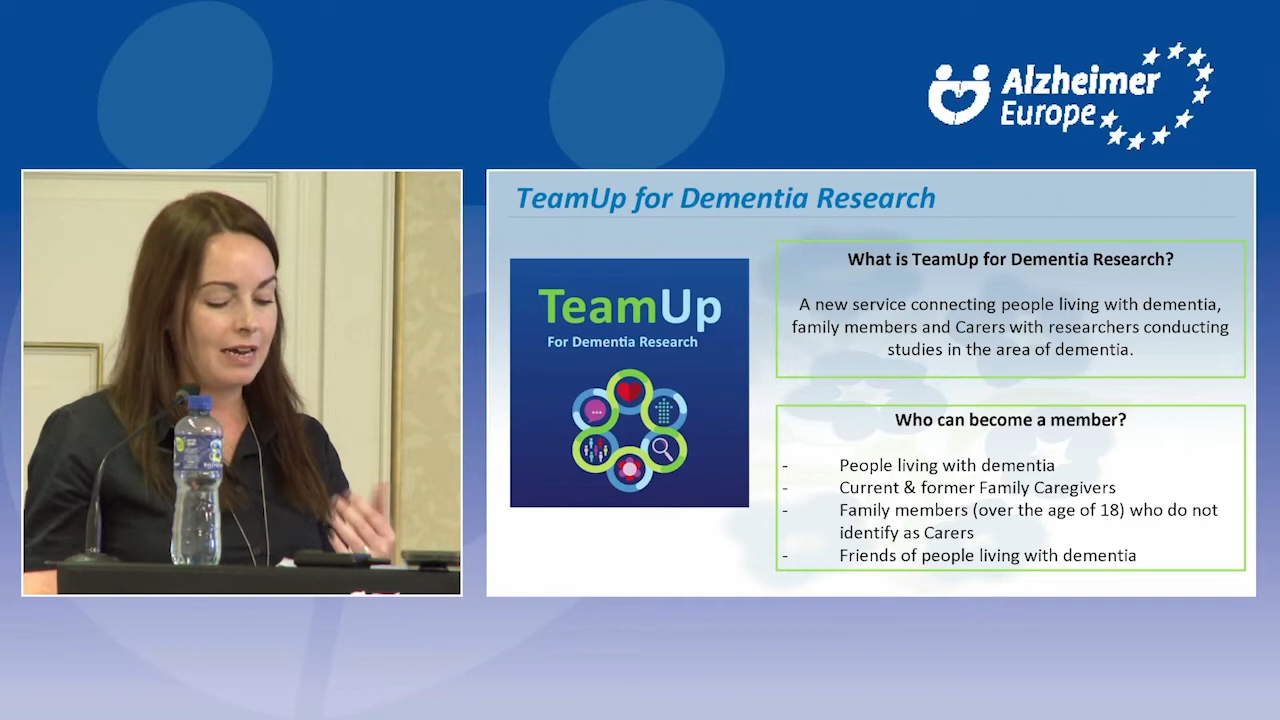 Alzheimer
Europe
TeamUp for Dementia Research
TeamUp
For Dementia Research
What is TeamUp for Dementia Research?
A new service connecting people living with dementia,
family members and Carers with researchers conducting
studies in the area of dementia.
Who can become a member?
- People living with dementia
- Current & former Family Caregivers
- Family members (over the age of 18) who do not
identify as Carers
- Friends of people living with dementia